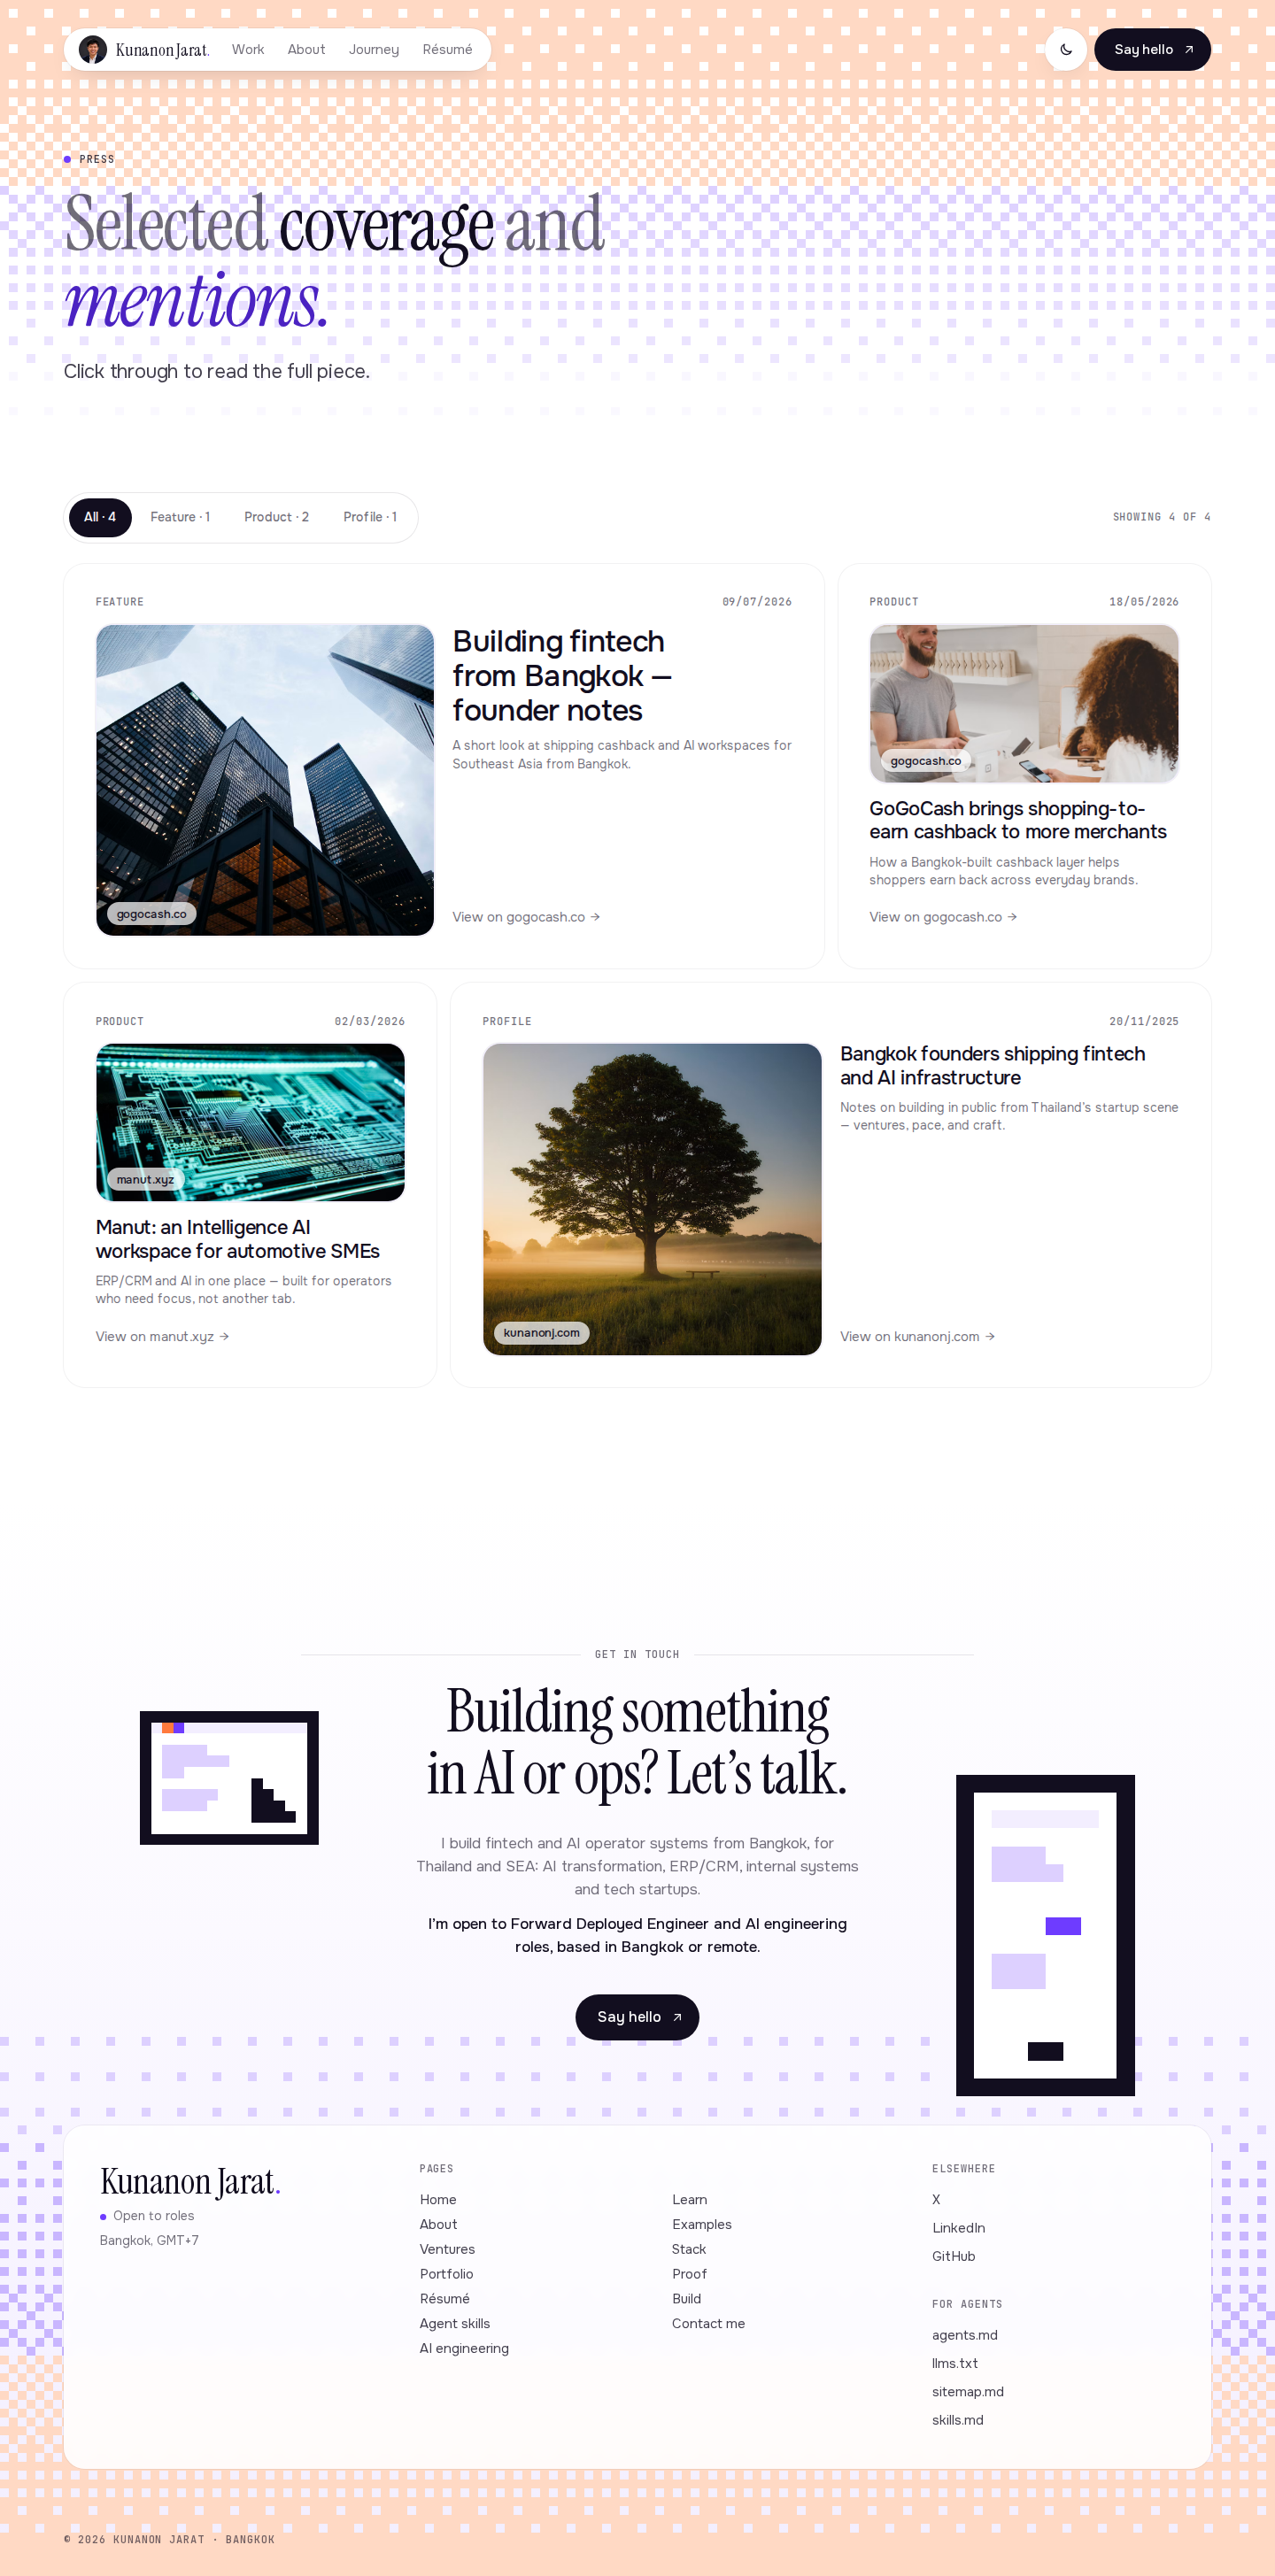 Kunanon Jarat.
Work
About
Journey
Résumé
Say hello
PRESS
Selected coverage and
mentions.
Click through to read the full piece.
All · 4
Feature · 1
Product · 2
Profile · 1
SHOWING 4 OF 4
FEATURE
09/07/2026
gogocash.co
Building fintech
from Bangkok —
founder notes
A short look at shipping cashback and AI workspaces for
Southeast Asia from Bangkok.
View on gogocash.co →
PRODUCT
18/05/2026
gogocash.co
GoGoCash brings shopping-to-
earn cashback to more merchants
How a Bangkok-built cashback layer helps
shoppers earn back across everyday brands.
View on gogocash.co →
PRODUCT
02/03/2026
manut.xyz
Manut: an Intelligence AI
workspace for automotive SMEs
ERP/CRM and AI in one place — built for operators
who need focus, not another tab.
View on manut.xyz →
PROFILE
20/11/2025
kunanonj.com
Bangkok founders shipping fintech
and AI infrastructure
Notes on building in public from Thailand's startup scene
— ventures, pace, and craft.
View on kunanonj.com →
GET IN TOUCH
Building something
in AI or ops? Let’s talk.
I build fintech and AI operator systems from Bangkok, for
Thailand and SEA: AI transformation, ERP/CRM, internal systems
and tech startups.
I'm open to Forward Deployed Engineer and AI engineering
roles, based in Bangkok or remote.
Say hello
Kunanon Jarat.
Open to roles
Bangkok, GMT+7
PAGES
Home
About
Ventures
Portfolio
Résumé
Agent skills
AI engineering
Learn
Examples
Stack
Proof
Build
Contact me
ELSEWHERE
X
LinkedIn
GitHub
FOR AGENTS
agents.md
llms.txt
sitemap.md
skills.md
© 2026 KUNANON JARAT · BANGKOK